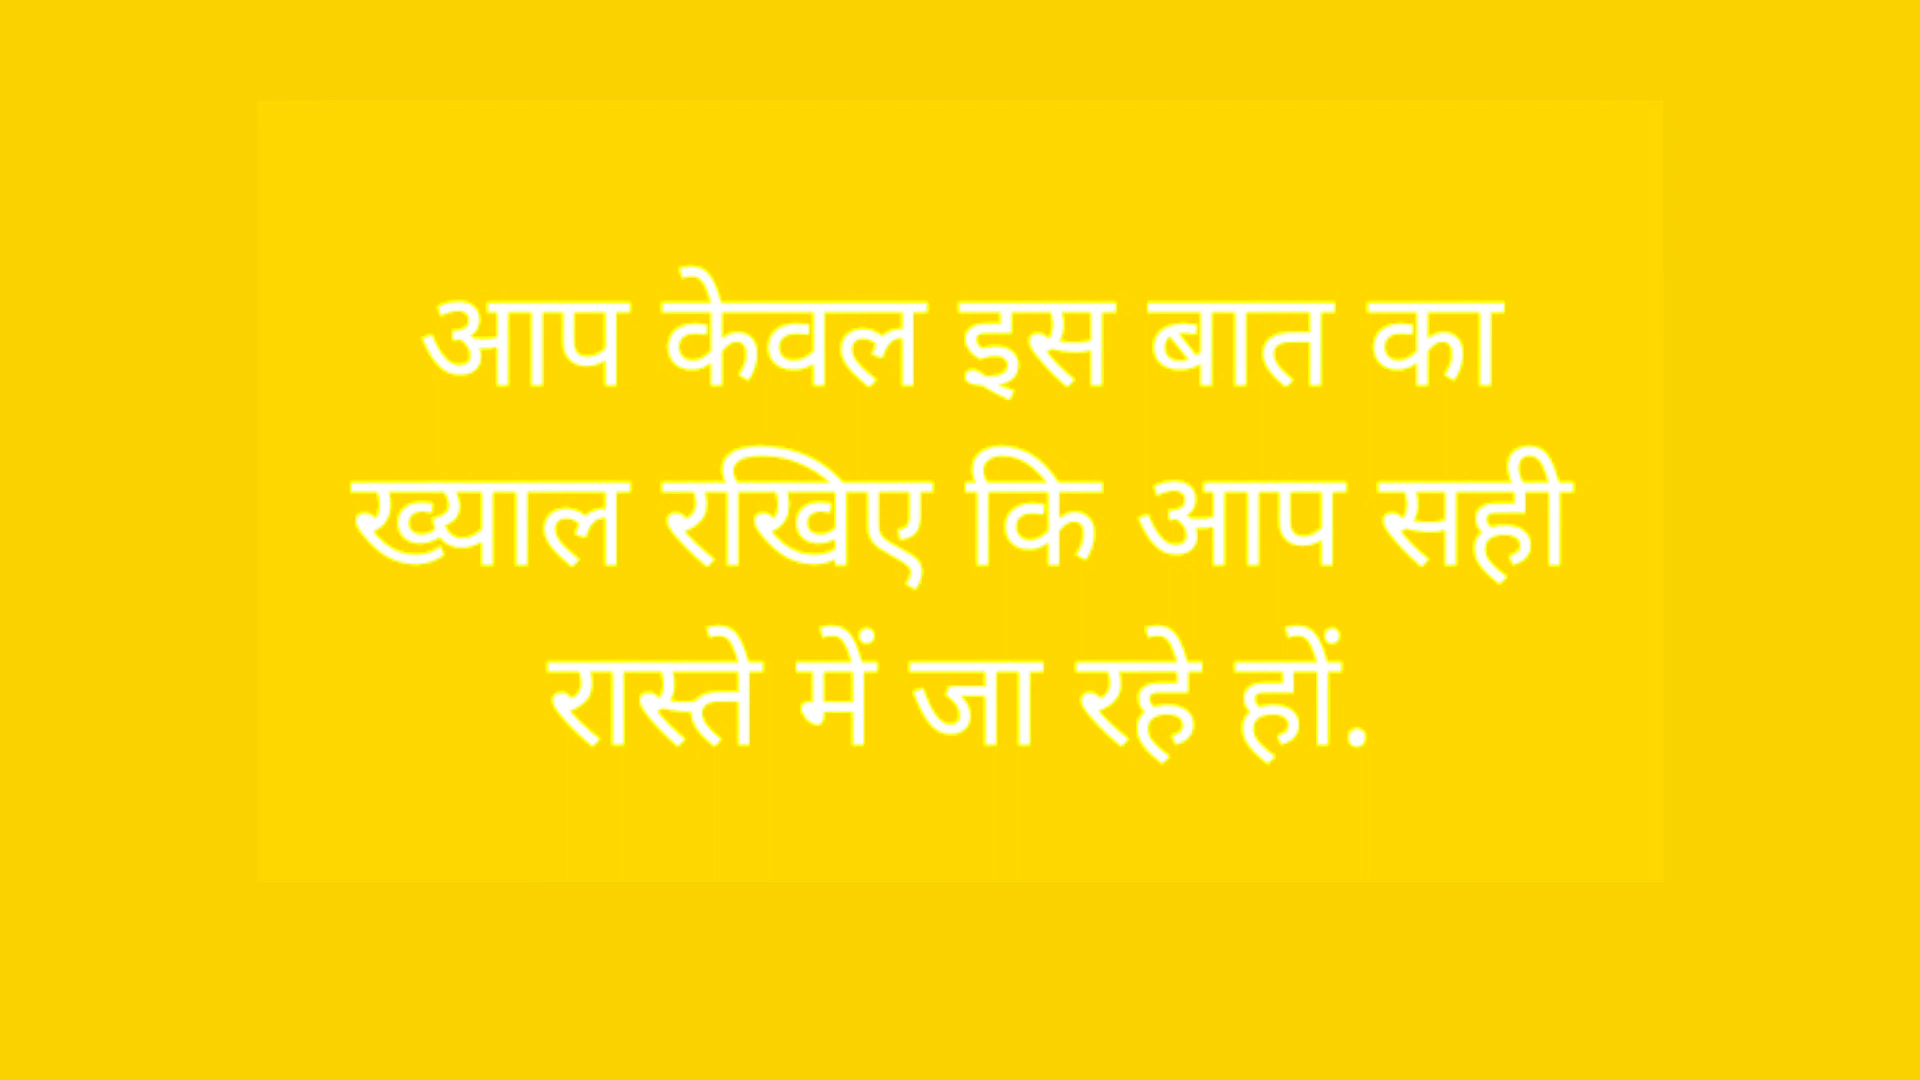 आप केवल इस बात का
ख्याल रखिए कि आप सही
रास्ते में जा रहे हों.